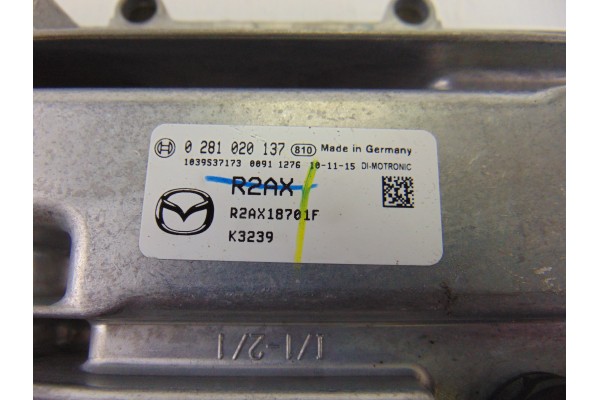 0 281 020 137 810 Made in Germany
1039S37173 0091 1276 10-11-15 DI-MOTRONIC
R2AX
R2AX18701F
K3239
1/1-2/1